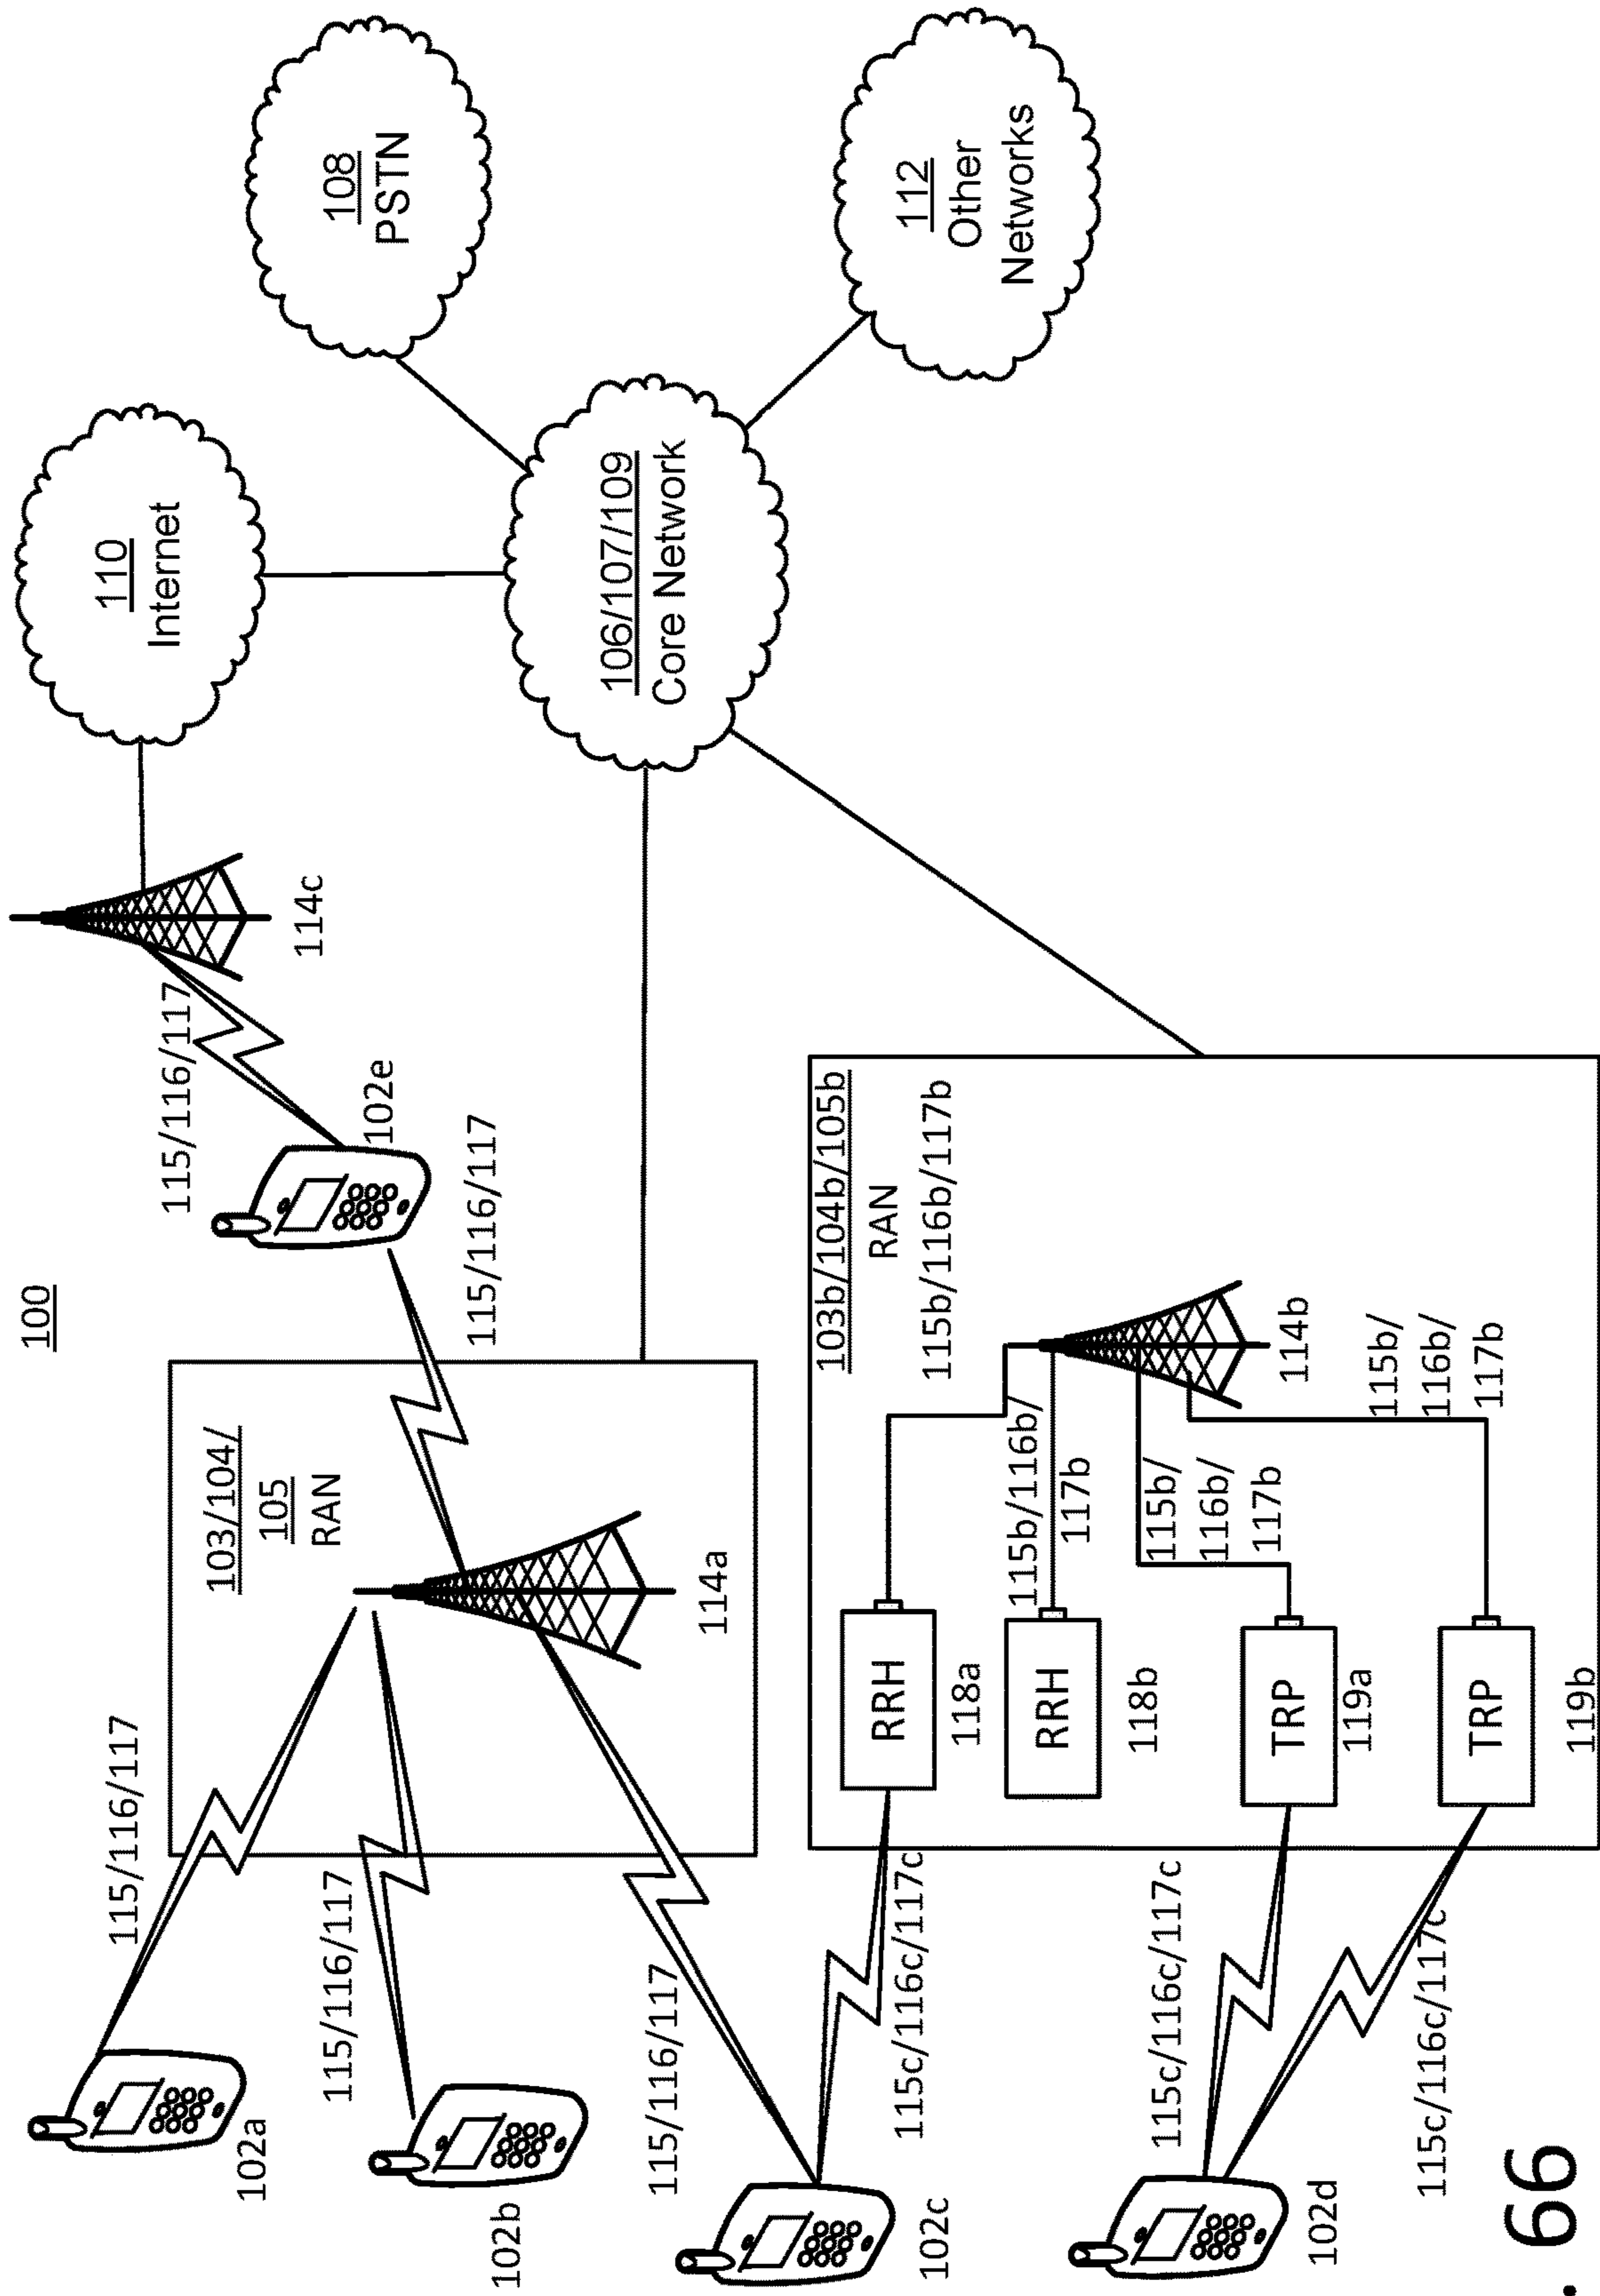 100
102a
115/116/117
102b
115/116/117
102c
115/116/117
103/104/
105
RAN
114a
115/116/117
102e
115/116/117
114c
110
Internet
108
PSTN
106/107/109
Core Network
112
Other
Networks
115c/116c/117c
102d
115c/116c/117c
115c/116c/117c
103b/104b/105b
RAN
115b/116b/117b
RRH
118a
115b/116b/
117b
RRH
118b
114b
115b/
116b/
117b
TRP
119a
115b/
116b/
117b
TRP
119b
. 66